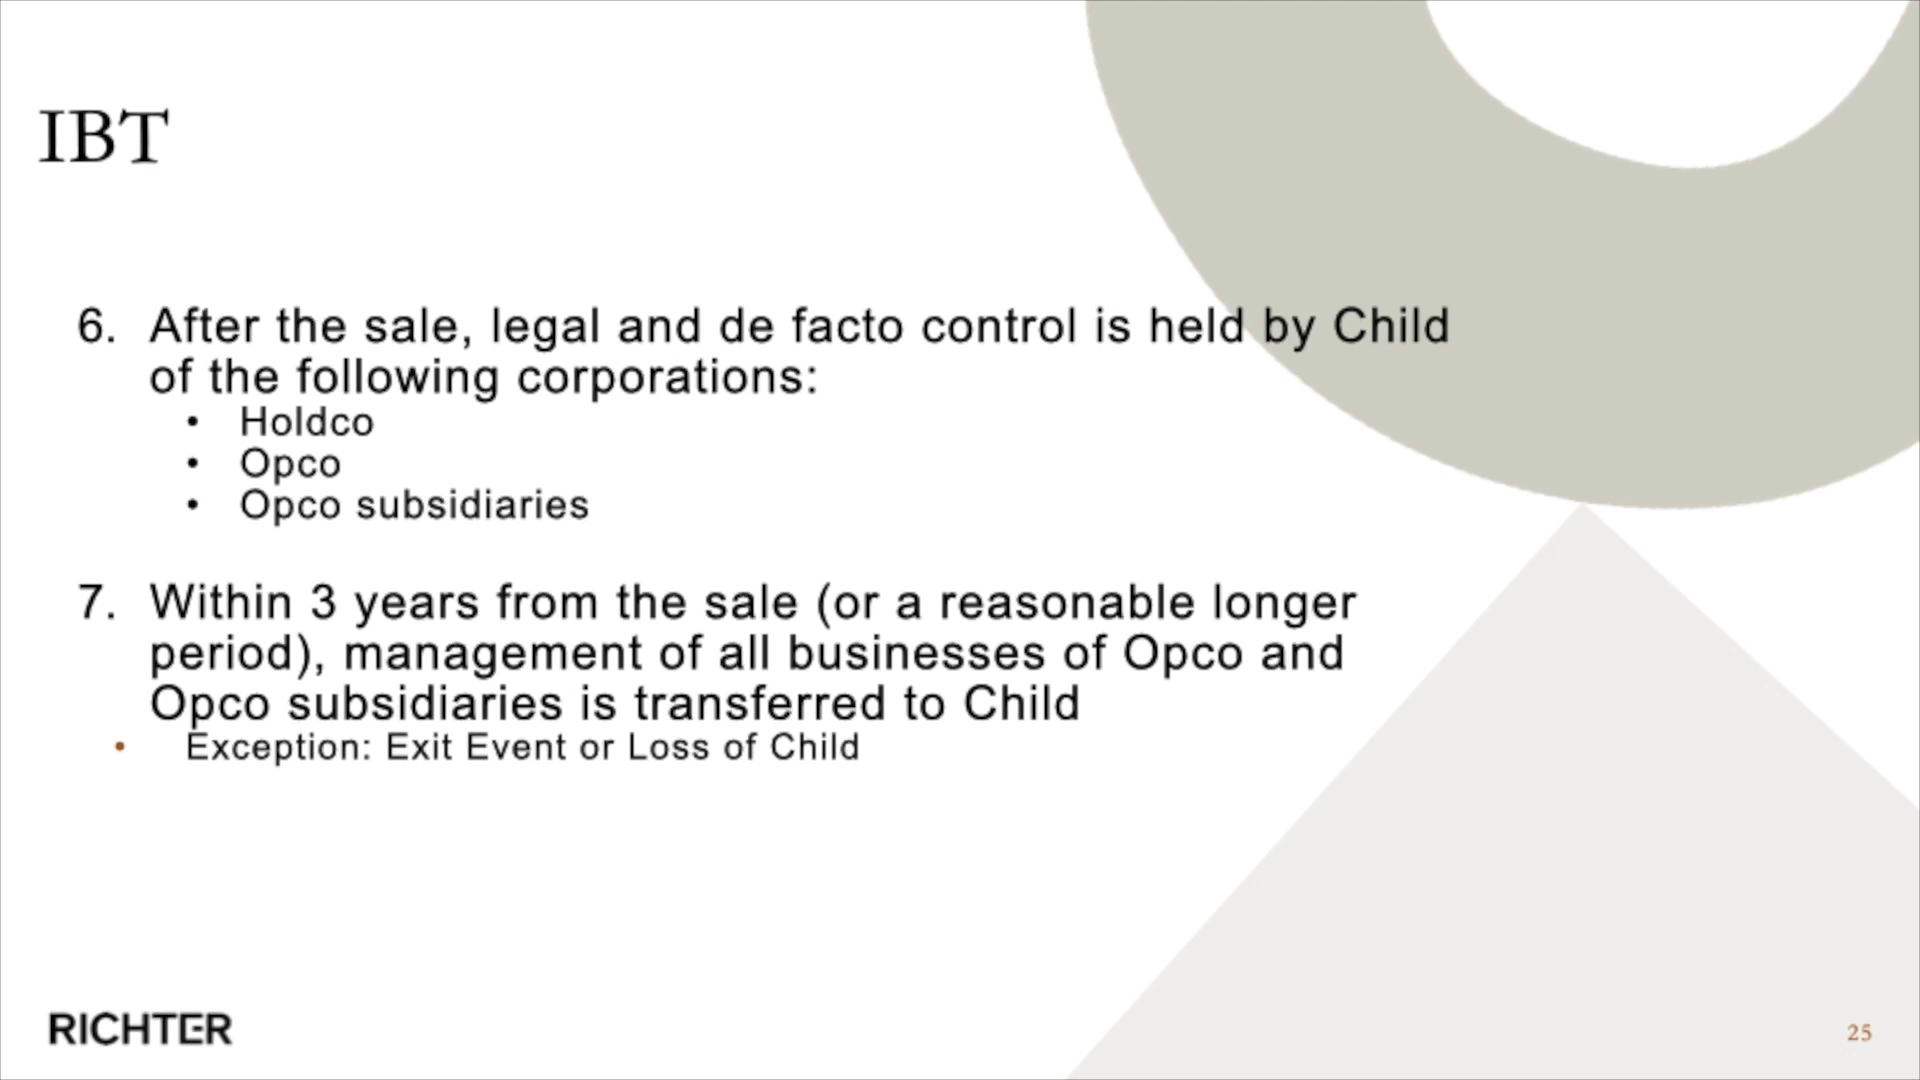 IBT
6. After the sale, legal and de facto control is held by Child
of the following corporations:
• Holdco
• Opco
• Opco subsidiaries
7. Within 3 years from the sale (or a reasonable longer
period), management of all businesses of Opco and
Opco subsidiaries is transferred to Child
• Exception: Exit Event or Loss of Child
RICHTER
25